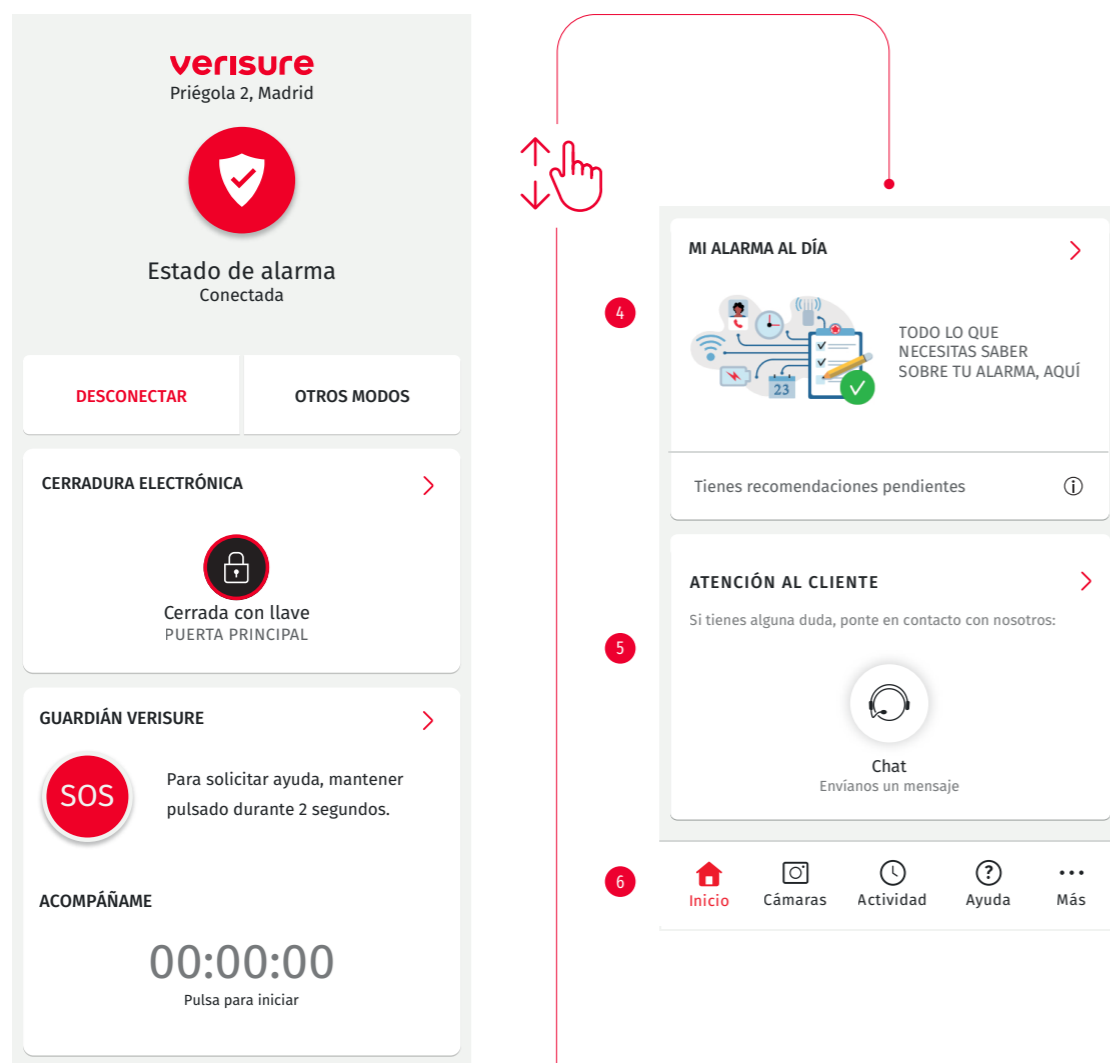 verisure
Priégola 2, Madrid
Estado de alarma
Conectada
DESCONECTAR
OTROS MODOS
CERRADURA ELECTRÓNICA
Cerrada con llave
PUERTA PRINCIPAL
GUARDIÁN VERISURE
SOS
Para solicitar ayuda, mantener
pulsado durante 2 segundos.
ACOMPÁÑAME
00:00:00
Pulsa para iniciar
4
MI ALARMA AL DÍA
23
TODO LO QUE
NECESITAS SABER
SOBRE TU ALARMA, AQUÍ
Tienes recomendaciones pendientes
5
ATENCIÓN AL CLIENTE
Si tienes alguna duda, ponte en contacto con nosotros:
Chat
Envíanos un mensaje
6
Inicio
Cámaras
Actividad
Ayuda
Más